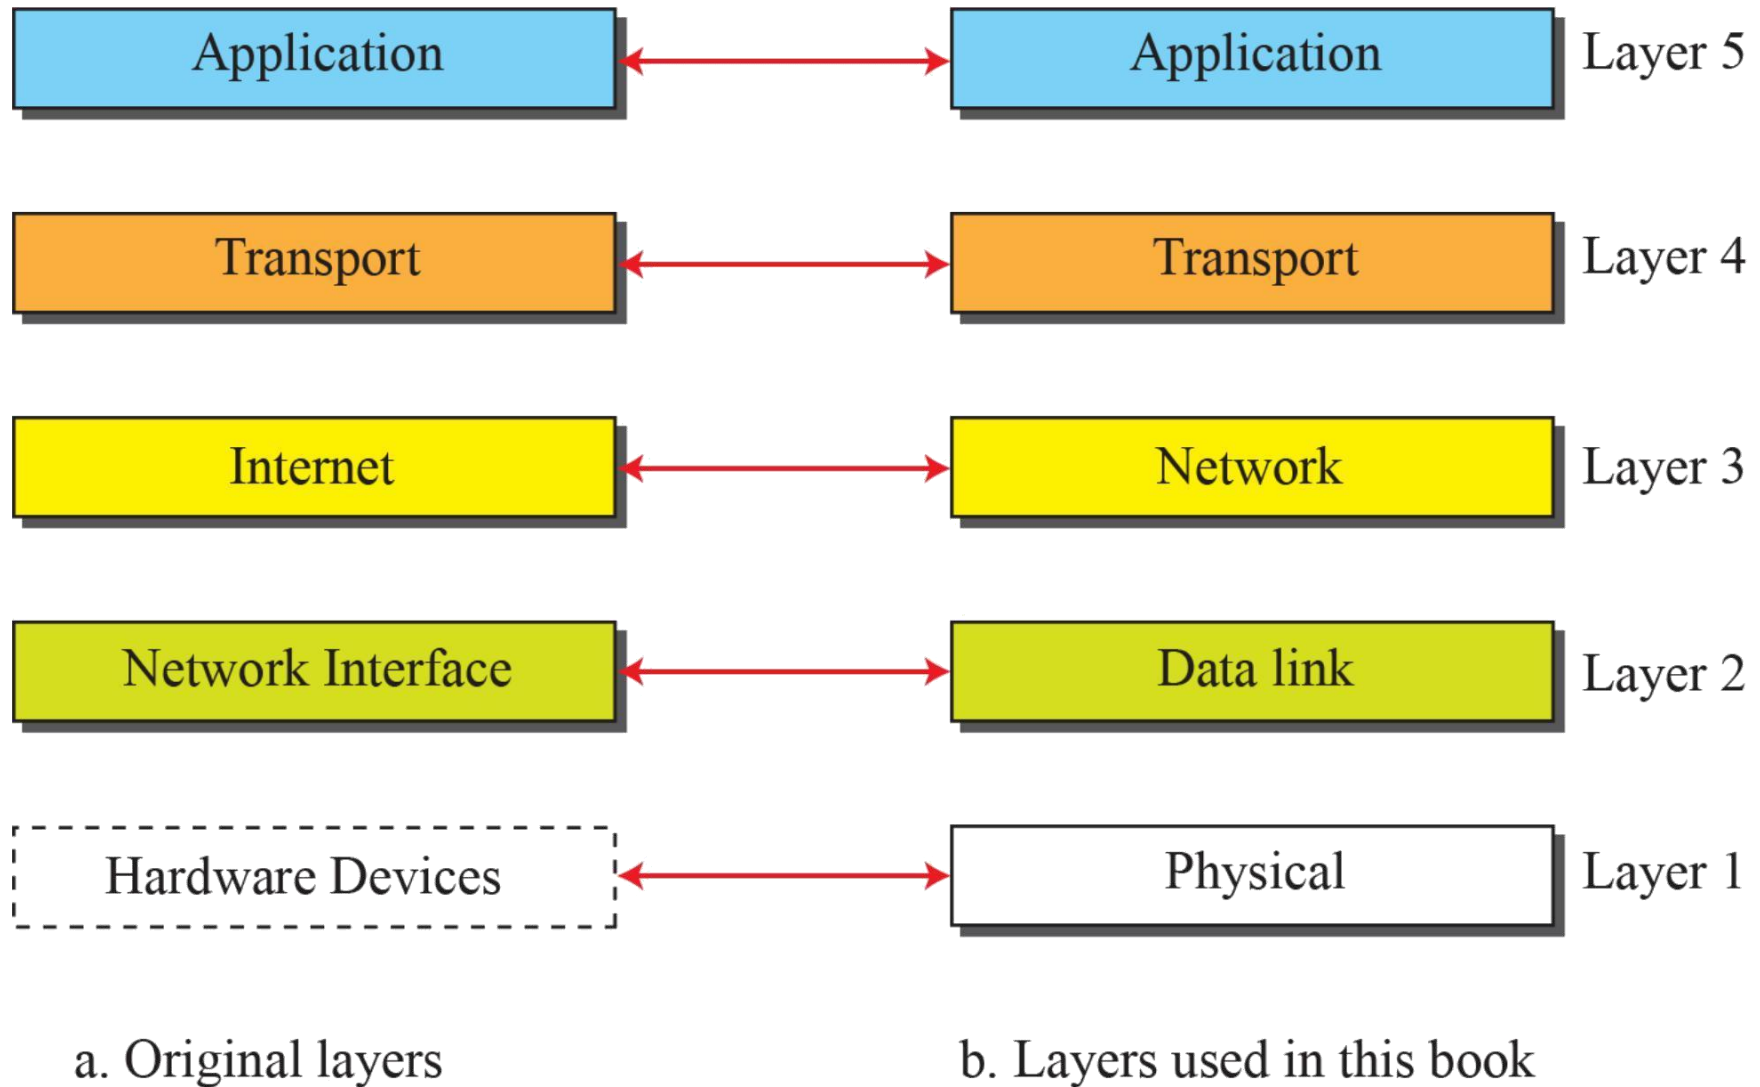 Application
Application
Layer 5
Transport
Transport
Layer 4
Internet
Network
Layer 3
Network Interface
Data link
Layer 2
Hardware Devices
Physical
Layer 1
a. Original layers
b. Layers used in this book